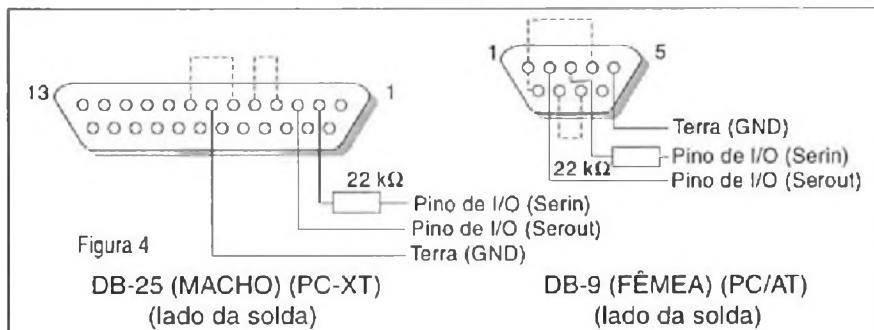 13
1
22 kΩ
Pino de I/O (Serin)
Pino de I/O (Serout)
Terra (GND)
Figura 4
DB-25 (MACHO) (PC-XT)
(lado da solda)
1
5
Terra (GND)
22 kΩ
Pino de I/O (Serin)
Pino de I/O (Serout)
DB-9 (FÊMEA) (PC/AT)
(lado da solda)